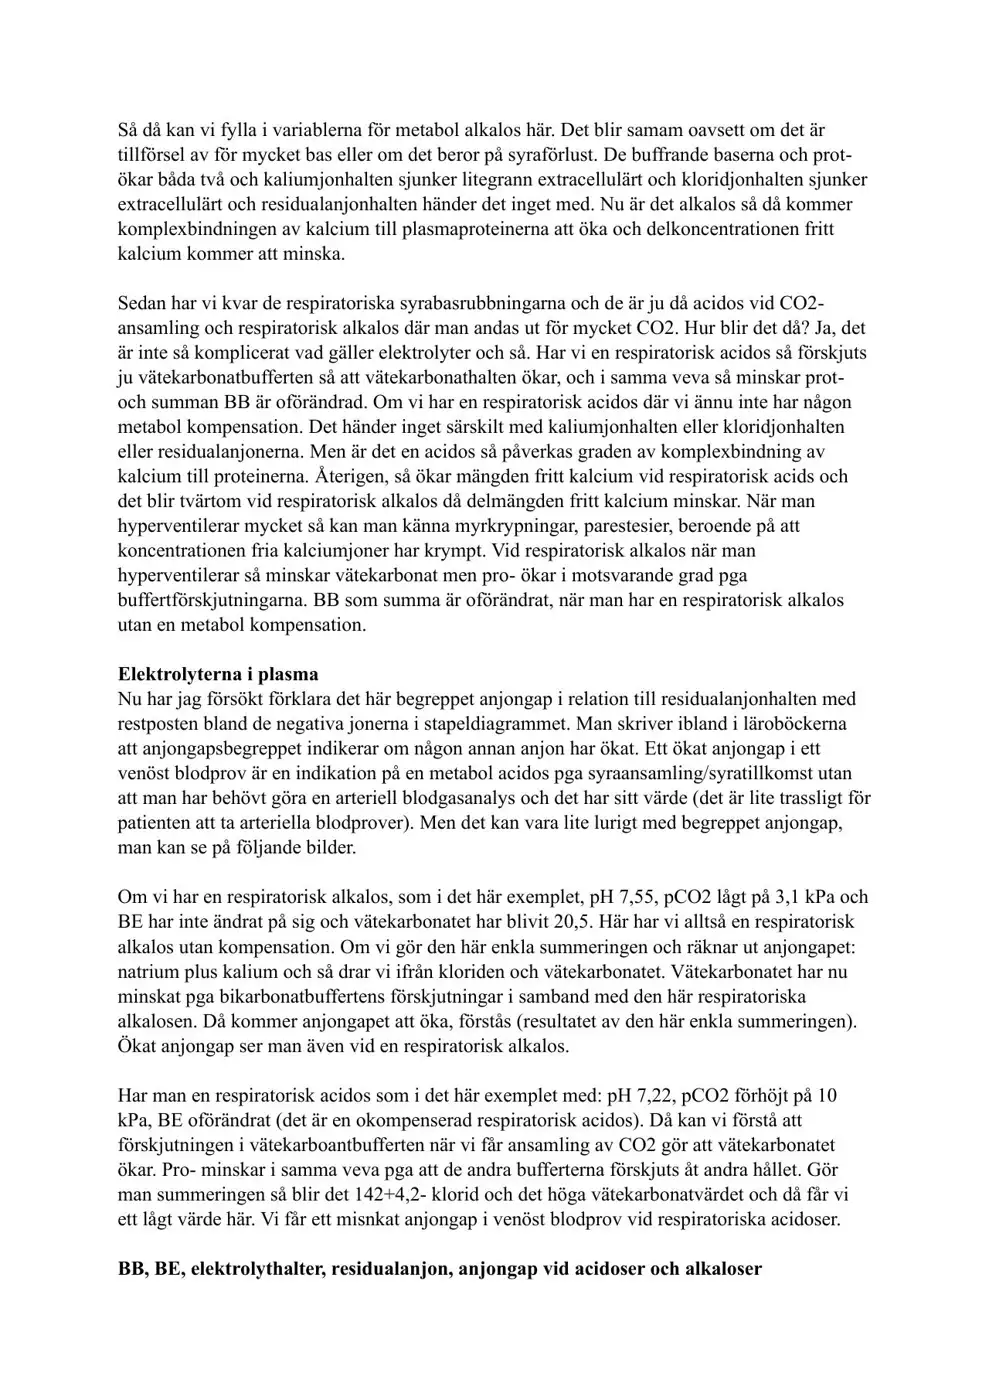 Så då kan vi fylla i variablerna för metabol alkalos här. Det blir samam oavsett om det är
tillförsel av för mycket bas eller om det beror på syraförlust. De buffrande baserna och prot-
ökar båda två och kaliumjonhalten sjunker litegrann extracellulärt och kloridjonhalten sjunker
extracellulärt och residualanjonhalten händer det inget med. Nu är det alkalos så då kommer
komplexbindningen av kalcium till plasmaproteinerna att öka och delkoncentrationen fritt
kalcium kommer att minska.
Sedan har vi kvar de respiratoriska syrabasrubbningarna och de är ju då acidos vid CO2-
ansamling och respiratorisk alkalos där man andas ut för mycket CO2. Hur blir det då? Ja, det
är inte så komplicerat vad gäller elektrolyter och så. Har vi en respiratorisk acidos så förskjuts
ju vätekarbonatbufferten så att vätekarbonathalten ökar, och i samma veva så minskar prot-
och summan BB är oförändrad. Om vi har en respiratorisk acidos där vi ännu inte har någon
metabol kompensation. Det händer inget särskilt med kaliumjonhalten eller kloridjonhalten
eller residualanjonerna. Men är det en acidos så påverkas graden av komplexbindning av
kalcium till proteinerna. Återigen, så ökar mängden fritt kalcium vid respiratorisk acids och
det blir tvärtom vid respiratorisk alkalos då delmängden fritt kalcium minskar. När man
hyperventilerar mycket så kan man känna myrkrypningar, parestesier, beroende på att
koncentrationen fria kalciumjoner har krympt. Vid respiratorisk alkalos när man
hyperventilerar så minskar vätekarbonat men pro- ökar i motsvarande grad pga
buffertförskjutningarna. BB som summa är oförändrat, när man har en respiratorisk alkalos
utan en metabol kompensation.
Elektrolyterna i plasma
Nu har jag försökt förklara det här begreppet anjongap i relation till residualanjonhalten med
restposten bland de negativa jonerna i stapeldiagrammet. Man skriver ibland i läroböckerna
att anjongapsbegreppet indikerar om någon annan anjon har ökat. Ett ökat anjongap i ett
venöst blodprov är en indikation på en metabol acidos pga syraansamling/syratillkomst utan
att man har behövt göra en arteriell blodgasanalys och det har sitt värde (det är lite trassligt för
patienten att ta arteriella blodprover). Men det kan vara lite lurigt med begreppet anjongap,
man kan se på följande bilder.
Om vi har en respiratorisk alkalos, som i det här exemplet, pH 7,55, pCO2 lågt på 3,1 kPa och
BE har inte ändrat på sig och vätekarbonatet har blivit 20,5. Här har vi alltså en respiratorisk
alkalos utan kompensation. Om vi gör den här enkla summeringen och räknar ut anjongapet:
natrium plus kalium och så drar vi ifrån kloriden och vätekarbonatet. Vätekarbonatet har nu
minskat pga bikarbonatbuffertens förskjutningar i samband med den här respiratoriska
alkalosen. Då kommer anjongapet att öka, förstås (resultatet av den här enkla summeringen).
Ökat anjongap ser man även vid en respiratorisk alkalos.
Har man en respiratorisk acidos som i det här exemplet med: pH 7,22, pCO2 förhöjt på 10
kPa, BE oförändrat (det är en okompenserad respiratorisk acidos). Då kan vi förstå att
förskjutningen i vätekarboantbufferten när vi får ansamling av CO2 gör att vätekarbonatet
ökar. Pro- minskar i samma veva pga att de andra bufferterna förskjuts åt andra hållet. Gör
man summeringen så blir det 142+4,2- klorid och det höga vätekarbonatvärdet och då får vi
ett lågt värde här. Vi får ett misnkat anjongap i venöst blodprov vid respiratoriska acidoser.
BB, BE, elektrolythalter, residualanjon, anjongap vid acidoser och alkaloser